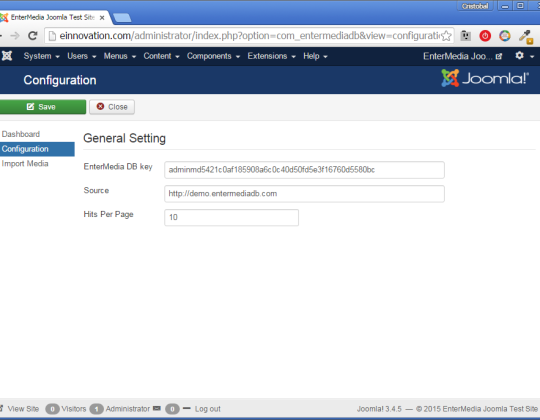 Cristobal
EnterMedia Joomla Test Site
einnovation.com/administrator/index.php?option=com_entermediadb&view=configurati
System Users Menus Content Components Extensions Help EnterMedia Joo...
Configuration
Joomla!®
Save Close
Dashboard
Configuration
Import Media
General Setting
EnterMedia DB key
adminmd5421c0af185908a6c0c40d50fd5e3f16760d5580bc
Source
http://demo.entermediadb.com
Hits Per Page
10
View Site 0 Visitors 1 Administrator 0 Log out
Joomla! 3.4.5 — © 2015 EnterMedia Joomla Test Site